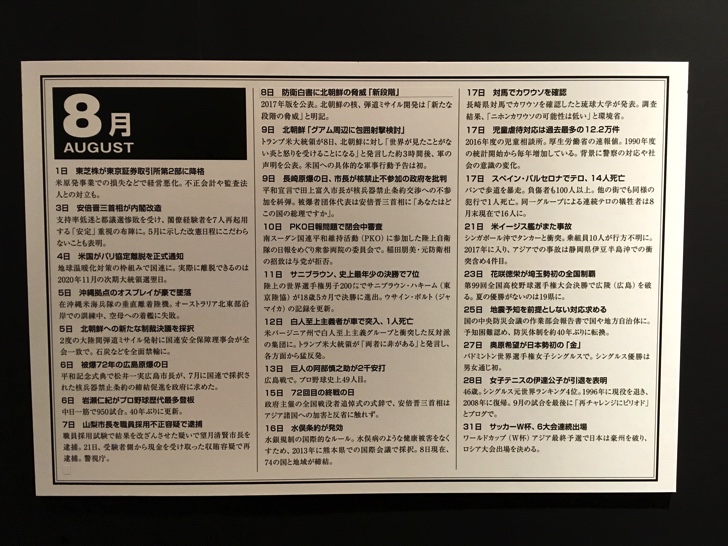 8月
AUGUST
1日 東芝株が東京証券取引所第2部に降格
米原発事業での損失などで経営悪化。不正会計や監査法
人との対立も。
3日 安倍晋三首相が内閣改造
支持率低迷と都議選惨敗を受け、閣僚経験者を7人再起用
する「安定」重視の布陣に。5月に示した改憲日程にこだわ
らないことも表明。
4日 米国がパリ協定離脱を正式通知
地球温暖化対策の枠組みで国連に。実際に離脱できるのは
2020年11月の次期大統領選翌日。
5日 沖縄拠点のオスプレイが豪で墜落
在沖縄米海兵隊の垂直離着陸機。オーストラリア北東部沿
岸での訓練中、空母への着艦に失敗。
5日 北朝鮮への新たな制裁決議を採択
2度の大陸間弾道ミサイル発射に国連安全保障理事会が全
会一致で。石炭などを全面禁輸に。
6日 被爆72年の広島原爆の日
平和記念式典で松井一実広島市長が、7月に国連で採択さ
れた核兵器禁止条約の締結促進を政府に求めた。
6日 岩瀬仁紀がプロ野球歴代最多登板
中日一筋で950試合。40年ぶりに更新。
7日 山梨市長を職員採用不正容疑で逮捕
職員採用試験で結果を改ざんさせた疑いで望月清賢市長を
逮捕。21日、受験者側から現金を受け取った収賄容疑で再
逮捕。警視庁。
8日 防衛白書に北朝鮮の脅威「新段階」
2017年版を公表。北朝鮮の核、弾道ミサイル開発は「新たな
段階の脅威」と明記。
9日 北朝鮮「グアム周辺に包囲射撃検討」
トランプ米大統領が8日、北朝鮮に対し「世界が見たことがな
い炎と怒りを受けることになる」と発言した約3時間後、軍の
声明を公表。米国への具体的な軍事行動予告は初。
9日 長崎原爆の日、市長が核禁止不参加の政府を批判
平和宣言で田上富久市長が核兵器禁止条約交渉への不参
加を糾弾。被爆者団体代表は安倍晋三首相に「あなたはど
この国の総理ですか」。
10日 PKO日報問題で閉会中審査
南スーダン国連平和維持活動（PKO）に参加した陸上自衛
隊の日報をめぐり衆参両院の委員会で。稲田朋美・元防衛相
の招致は与党が拒否。
11日 サニブラウン、史上最年少の決勝で7位
陸上の世界選手権男子200㍍でサニブラウン・ハキーム（東
京陸協）が18歳5カ月で決勝に進出。ウサイン・ボルト（ジャ
マイカ）の記録を更新。
12日 白人至上主義者が車で突入、1人死亡
米バージニア州で白人至上主義グループと衝突した反対派
の集団に。トランプ米大統領が「両者に非がある」と発言し、
各方面から猛反発。
13日 巨人の阿部慎之助が2千安打
広島戦で。プロ野球史上49人目。
15日 72回目の終戦の日
政府主催の全国戦没者追悼式の式辞で、安倍晋三首相は
アジア諸国への加害と反省に触れず。
16日 水俣条約が発効
水銀規制の国際的なルール。水俣病のような健康被害をなく
すため、2013年に熊本県での国際会議で採択。8日現在、
74の国と地域が締結。
17日 対馬でカワウソを確認
長崎県対馬でカワウソを確認したと琉球大学が発表。調査
結果、「ニホンカワウソの可能性は低い」と環境省。
17日 児童虐待対応は過去最多の12.2万件
2016年度の児童相談所。厚生労働省の速報値。1990年度
の統計開始から毎年増加している。背景に警察の対応や社
会の意識の変化。
17日 スペイン・バルセロナでテロ、14人死亡
バンで歩道を暴走。負傷者も100人以上。他の街でも同様の
犯行で1人死亡。同一グループによる連続テロの犠牲者は8
月末現在で16人に。
21日 米イージス艦がまた事故
シンガポール沖でタンカーと衝突。乗組員10人が行方不明に。
2017年に入り、アジアでの事故は静岡県伊豆半島沖での衝
突含め4件目。
23日 花咲徳栄が埼玉勢初の全国制覇
第99回全国高校野球選手権大会決勝で広陵（広島）を破
る。夏の優勝がないのは19県に。
25日 地震予知を前提としない対応求める
国の中央防災会議の作業部会報告書で国や地方自治体に。予
知困難認め、防災体制を約40年ぶりに転換。
27日 奥原希望が日本勢初の「金」
バドミントン世界選手権女子シングルスで。シングルス優勝は
男女通じ初。
28日 女子テニスの伊達公子が引退を表明
46歳。シングルス元世界ランキング4位。1996年に現役を退き、
2008年に復帰。9月の試合を最後に「再チャレンジにピリオド」
とブログで。
31日 サッカーW杯、6大会連続出場
ワールドカップ（W杯）アジア最終予選で日本は豪州を破り、
ロシア大会出場を決める。